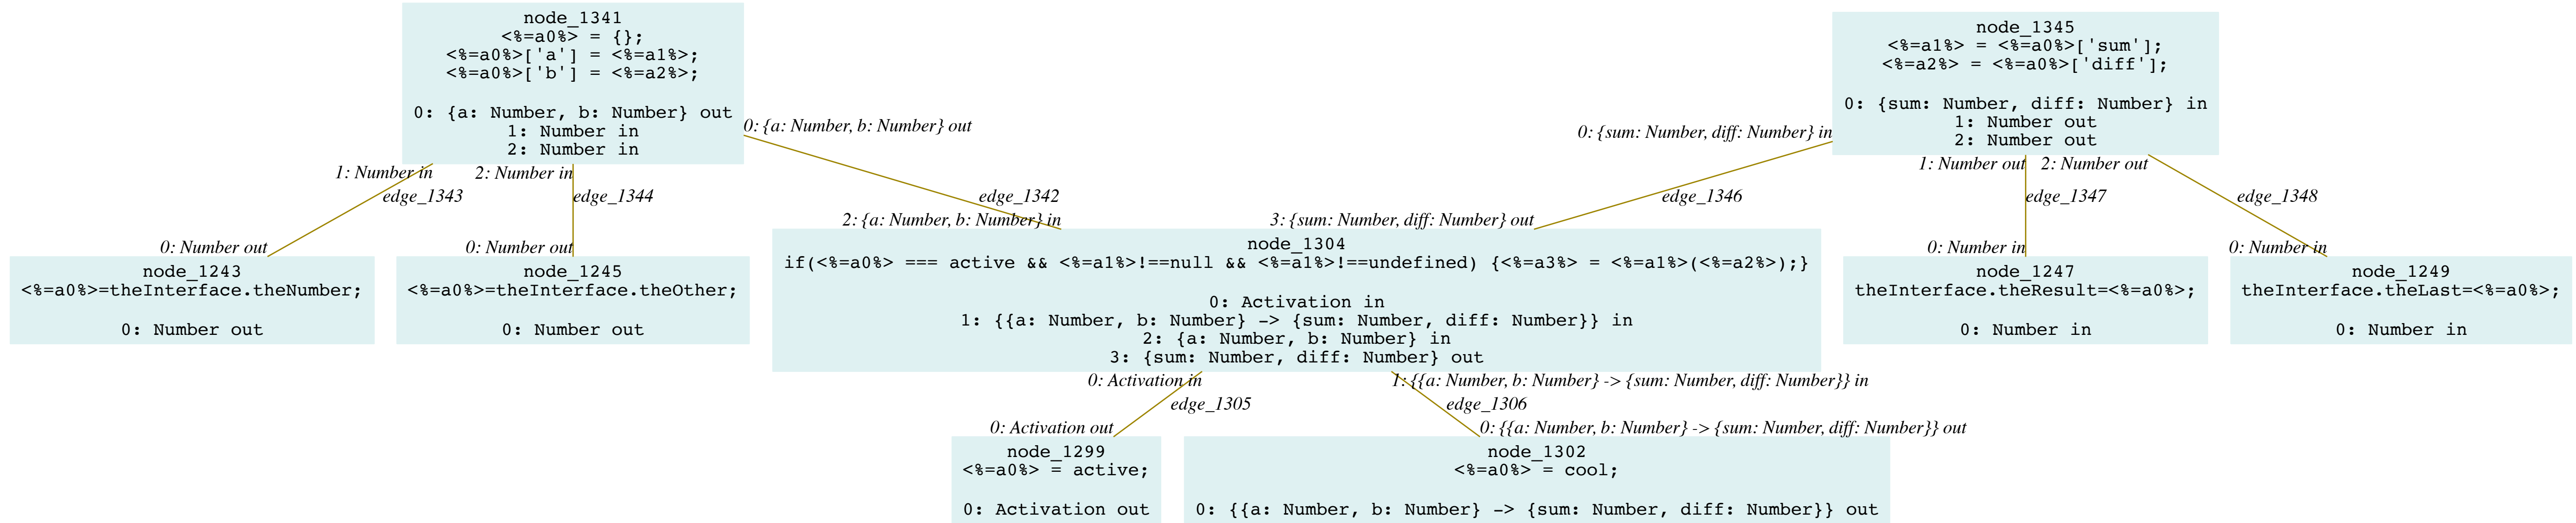 node_1341
<%=a0%> = {};
<%=a0%>['a'] = <%=a1%>;
<%=a0%>['b'] = <%=a2%>;
0: {a: Number, b: Number} out
1: Number in
2: Number in
node_1345
<%=a1%> = <%=a0%>['sum'];
<%=a2%> = <%=a0%>['diff'];
0: {sum: Number, diff: Number} in
1: Number out
2: Number out
0: {a: Number, b: Number} out
0: {sum: Number, diff: Number} in
1: Number in
2: Number in
1: Number out
2: Number out
edge_1343
edge_1344
edge_1342
edge_1346
edge_1347
edge_1348
2: {a: Number, b: Number} in
3: {sum: Number, diff: Number} out
0: Number out
0: Number out
0: Number in
0: Number in
node_1243
<%=a0%>=theInterface.theNumber;
0: Number out
node_1245
<%=a0%>=theInterface.theOther;
0: Number out
node_1304
if(<%=a0%> === active && <%=a1%>!==null && <%=a1%>!==undefined) {<%=a3%> = <%=a1%>(<%=a2%>);}
0: Activation in
1: {{a: Number, b: Number} -> {sum: Number, diff: Number}} in
2: {a: Number, b: Number} in
3: {sum: Number, diff: Number} out
node_1247
theInterface.theResult=<%=a0%>;
0: Number in
node_1249
theInterface.theLast=<%=a0%>;
0: Number in
0: Activation in
1: {{a: Number, b: Number} -> {sum: Number, diff: Number}} in
edge_1305
edge_1306
0: Activation out
0: {{a: Number, b: Number} -> {sum: Number, diff: Number}} out
node_1299
<%=a0%> = active;
0: Activation out
node_1302
<%=a0%> = cool;
0: {{a: Number, b: Number} -> {sum: Number, diff: Number}} out